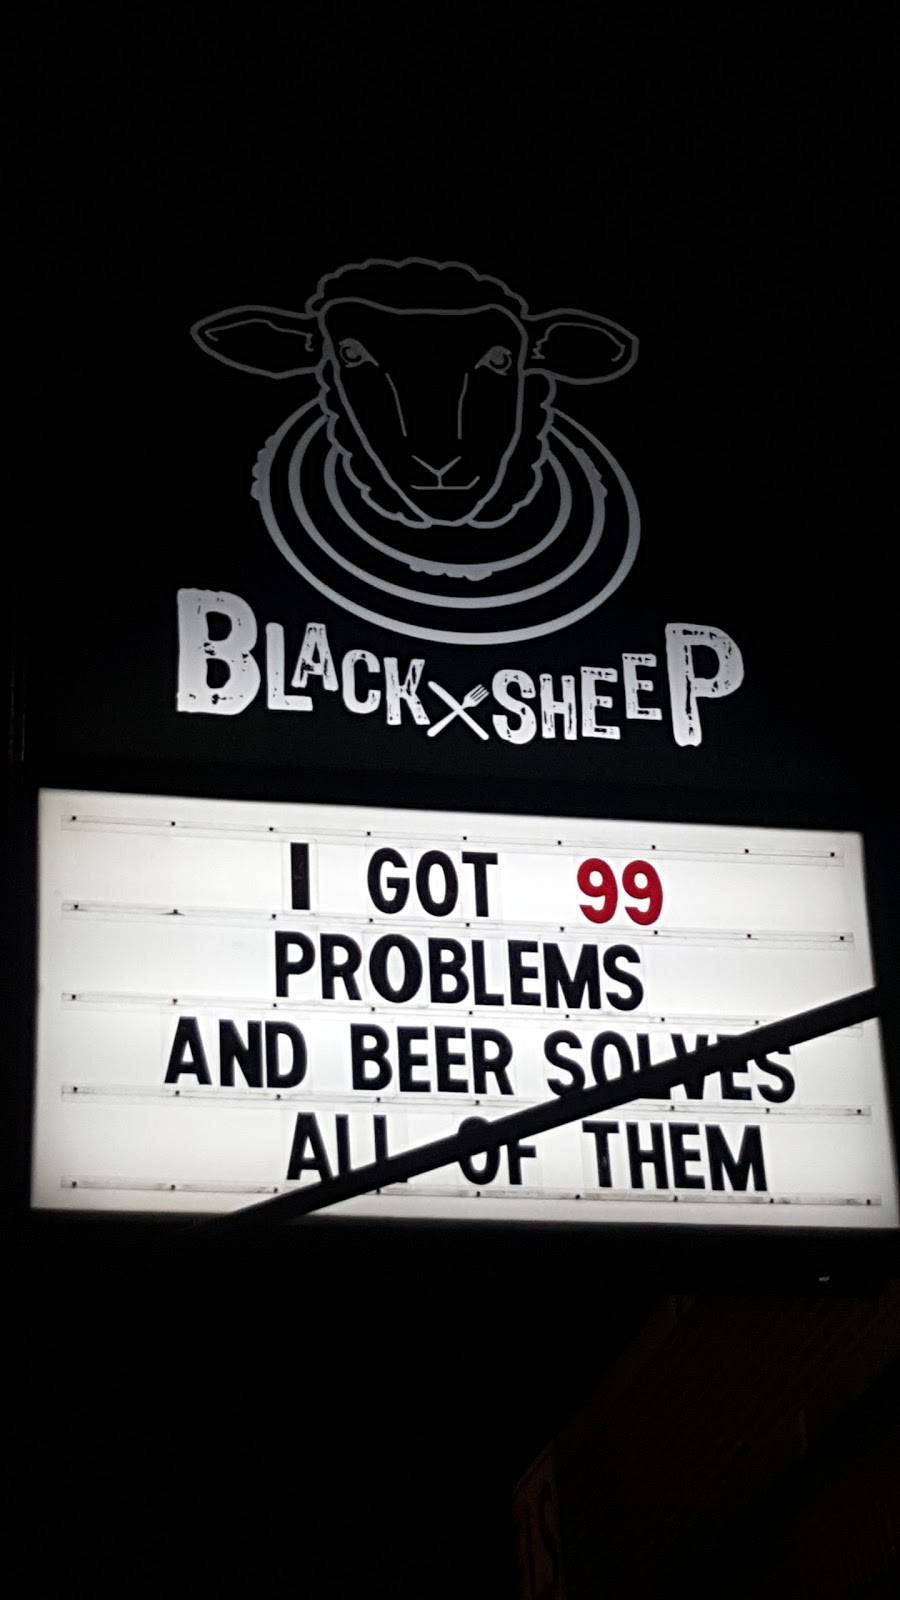 BLACK SHEEP
I GOT 99
PROBLEMS
AND BEER SOLVES
ALL OF THEM